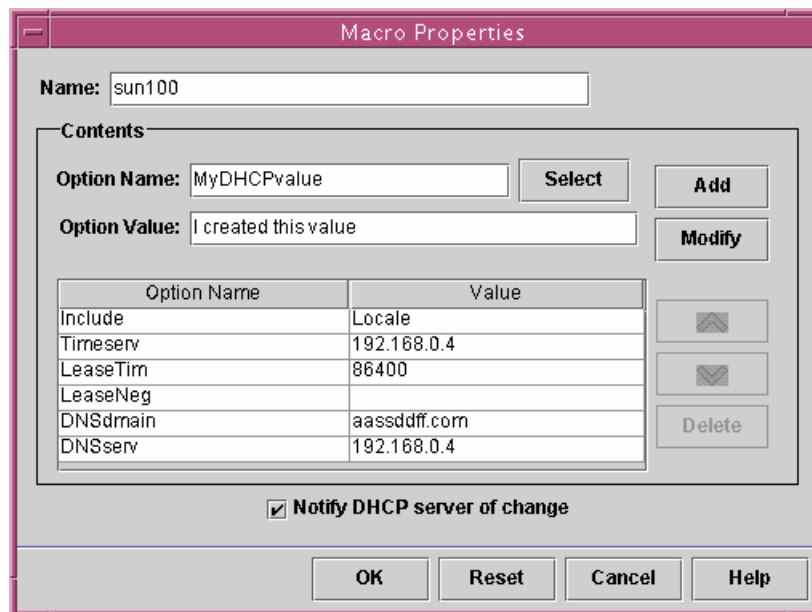 Macro Properties
Name: sun100
Contents
Option Name: MyDHCPvalue Select Add
Option Value: I created this value Modify
Option Name Value
Include Locale
Timeserv 192.168.0.4
LeaseTim 86400
LeaseNeg
DNSdmain aassddff.com
DNSserv 192.168.0.4
Delete
Notify DHCP server of change
OK Reset Cancel Help